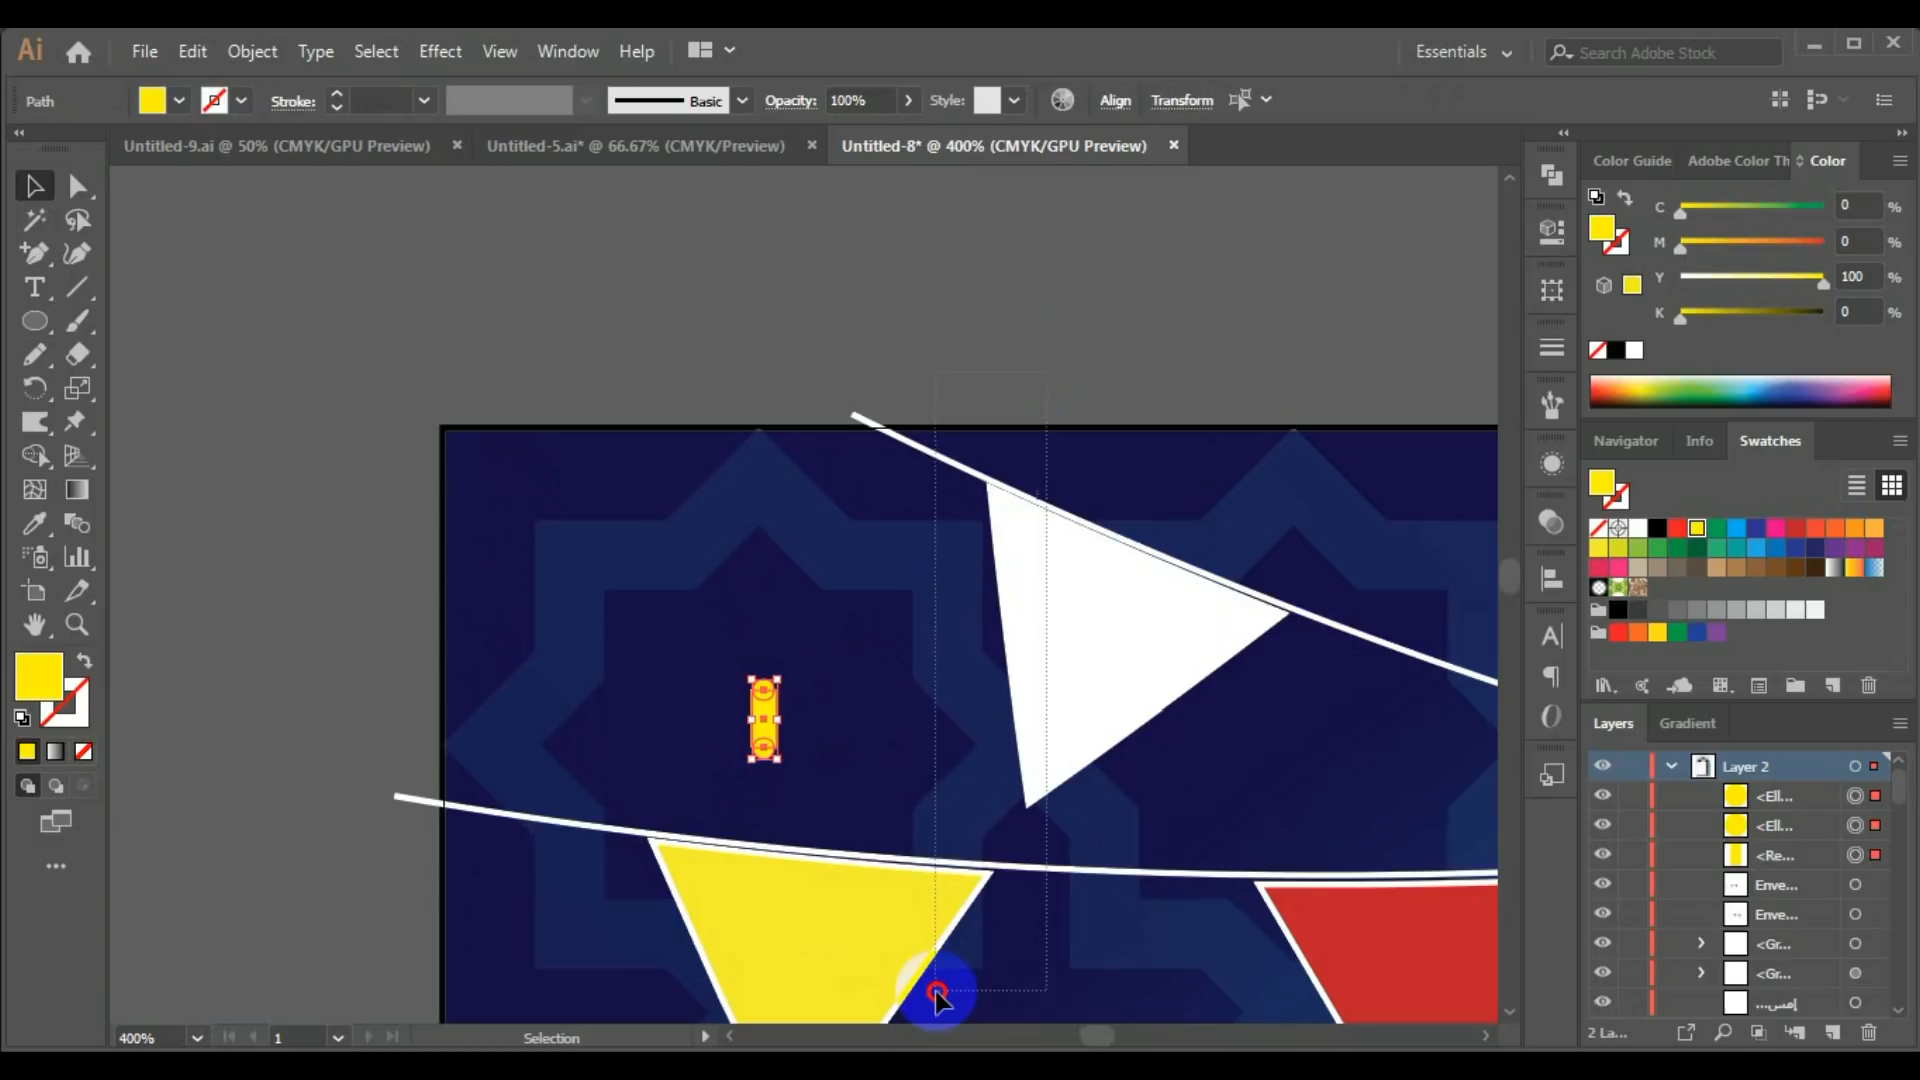 Ai File Edit Object Type Select Effect View Window Help Essentials Search Adobe Stock
Path Stroke: Basic Opacity: 100% Style: Align Transform
Untitled-9.ai @ 50% (CMYK/GPU Preview) Untitled-5.ai* @ 66.67% (CMYK/Preview) Untitled-8* @ 400% (CMYK/GPU Preview)
Color Guide Adobe Color Th Color
C 0 %
M 0 %
Y 100 %
K 0 %
Navigator Info Swatches
Layers Gradient
Layer 2
<Ell...
<Ell...
<Re...
Enve...
Enve...
<Gr...
<Gr...
400% 1 Selection
2 La...